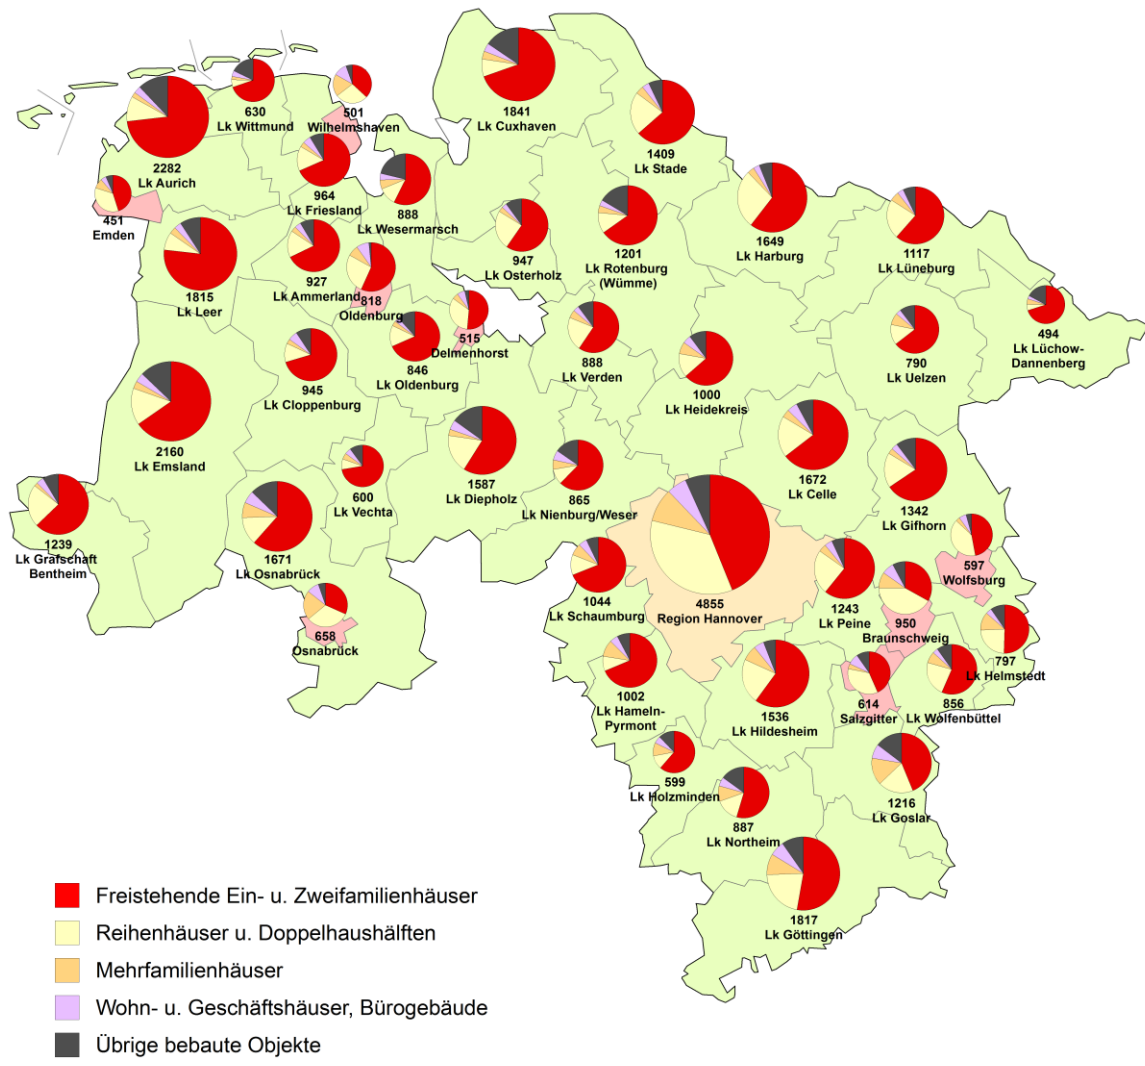 1841
Lk Cuxhaven
630
Lk Wittmund
501
Wilhelmshaven
2282
Lk Aurich
1409
Lk Stade
964
Lk Friesland
888
Lk Wesermarsch
451
Emden
1649
Lk Harburg
1117
Lk Lüneburg
947
Lk Osterholz
1201
Lk Rotenburg
(Wümme)
927
Lk Ammerland
818
Oldenburg
1815
Lk Leer
494
Lk Lüchow-
Dannenberg
515
Delmenhorst
846
Lk Oldenburg
888
Lk Verden
790
Lk Uelzen
945
Lk Cloppenburg
1000
Lk Heidekreis
2160
Lk Emsland
1587
Lk Diepholz
1672
Lk Celle
600
Lk Vechta
865
Lk Nienburg/Weser
1342
Lk Gifhorn
1239
Lk Grafschaft
Bentheim
1671
Lk Osnabrück
597
Wolfsburg
1044
Lk Schaumburg
4855
Region Hannover
1243
Lk Peine
950
Braunschweig
658
Osnabrück
797
Lk Helmstedt
1002
Lk Hameln-
Pyrmont
1536
Lk Hildesheim
614
Salzgitter
856
Lk Wolfenbüttel
599
Lk Holzminden
1216
Lk Goslar
887
Lk Northeim
1817
Lk Göttingen
Freistehende Ein- u. Zweifamilienhäuser
Reihenhäuser u. Doppelhaushälften
Mehrfamilienhäuser
Wohn- u. Geschäftshäuser, Bürogebäude
Übrige bebaute Objekte